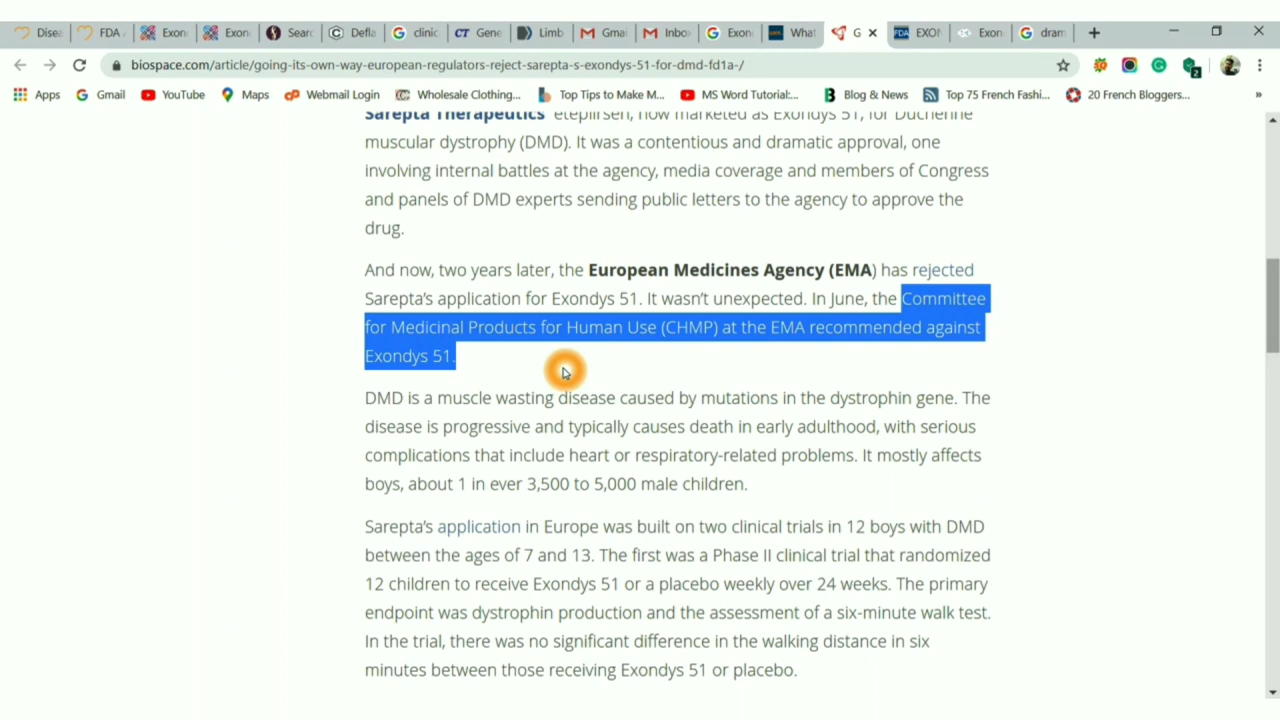 Disea
FDA
Exon
Exon
Searc
Defla
clinic
CT Gene
Limb
Gmai
Inbo
Exon
What
G
FDA EXON
Exon
dram
biospace.com/article/going-its-own-way-european-regulators-reject-sarepta-s-exondys-51-for-dmd-fd1a-/
2
Apps
Gmail
YouTube
Maps
Webmail Login
Wholesale Clothing...
Top Tips to Make M...
MS Word Tutorial:...
Blog & News
Top 75 French Fashi...
20 French Bloggers...
»
Sarepta Therapeutics' eteplirsen, now marketed as Exondys 51, for Duchenne
muscular dystrophy (DMD). It was a contentious and dramatic approval, one
involving internal battles at the agency, media coverage and members of Congress
and panels of DMD experts sending public letters to the agency to approve the
drug.
And now, two years later, the European Medicines Agency (EMA) has rejected
Sarepta's application for Exondys 51. It wasn't unexpected. In June, the Committee
for Medicinal Products for Human Use (CHMP) at the EMA recommended against
Exondys 51.
DMD is a muscle wasting disease caused by mutations in the dystrophin gene. The
disease is progressive and typically causes death in early adulthood, with serious
complications that include heart or respiratory-related problems. It mostly affects
boys, about 1 in ever 3,500 to 5,000 male children.
Sarepta's application in Europe was built on two clinical trials in 12 boys with DMD
between the ages of 7 and 13. The first was a Phase II clinical trial that randomized
12 children to receive Exondys 51 or a placebo weekly over 24 weeks. The primary
endpoint was dystrophin production and the assessment of a six-minute walk test.
In the trial, there was no significant difference in the walking distance in six
minutes between those receiving Exondys 51 or placebo.